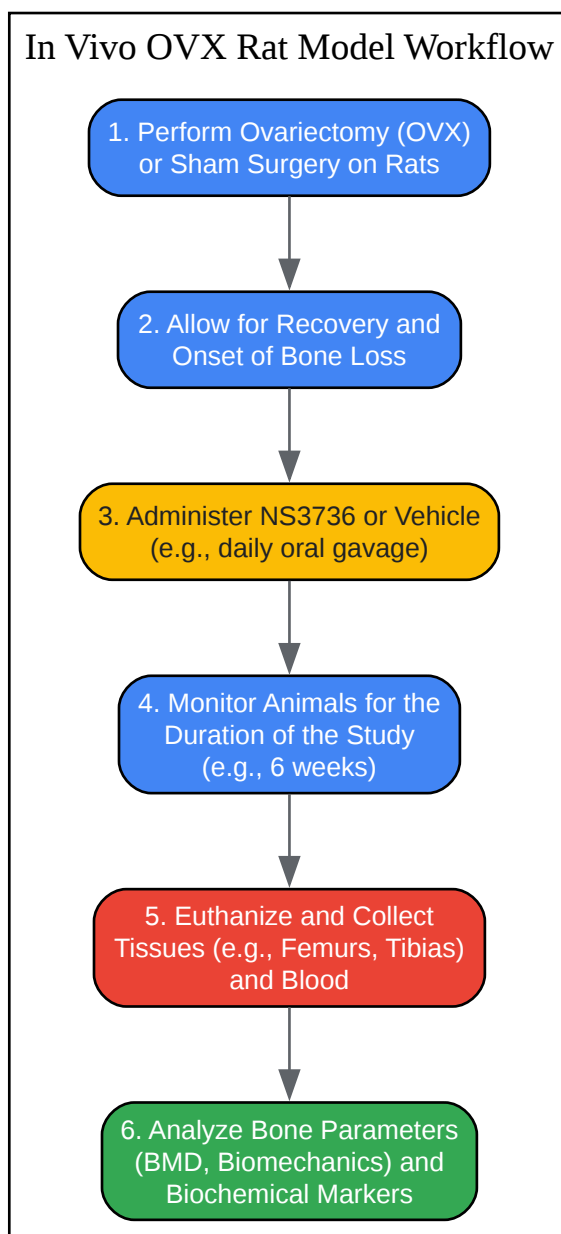 In Vivo OVX Rat Model Workflow
1. Perform Ovariectomy (OVX)
or Sham Surgery on Rats
2. Allow for Recovery and
Onset of Bone Loss
3. Administer NS3736 or Vehicle
(e.g., daily oral gavage)
4. Monitor Animals for the
Duration of the Study
(e.g., 6 weeks)
5. Euthanize and Collect
Tissues (e.g., Femurs, Tibias)
and Blood
6. Analyze Bone Parameters
(BMD, Biomechanics) and
Biochemical Markers